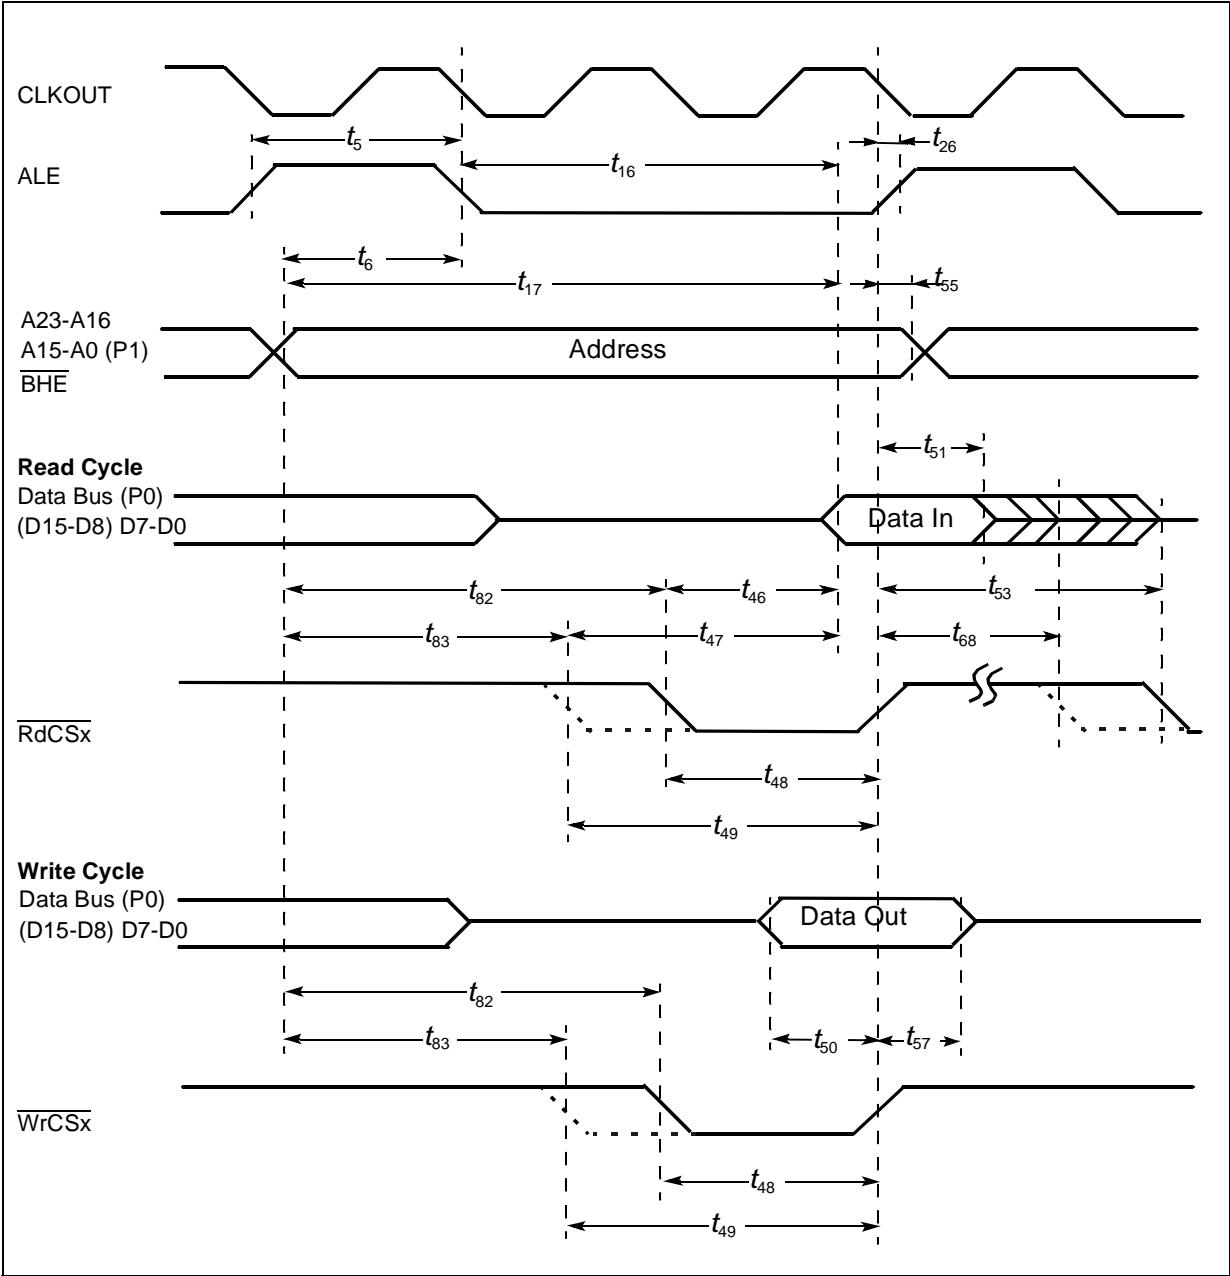 CLKOUT
t5
t26
t16
ALE
t6
t17
t55
A23-A16
A15-A0 (P1)
Address
BHE
t51
Read Cycle
Data Bus (P0)
(D15-D8) D7-D0
Data In
t82
t46
t53
t83
t47
t68
RdCSx
t48
t49
Write Cycle
Data Bus (P0)
(D15-D8) D7-D0
Data Out
t82
t83
t50
t57
WrCSx
t48
t49